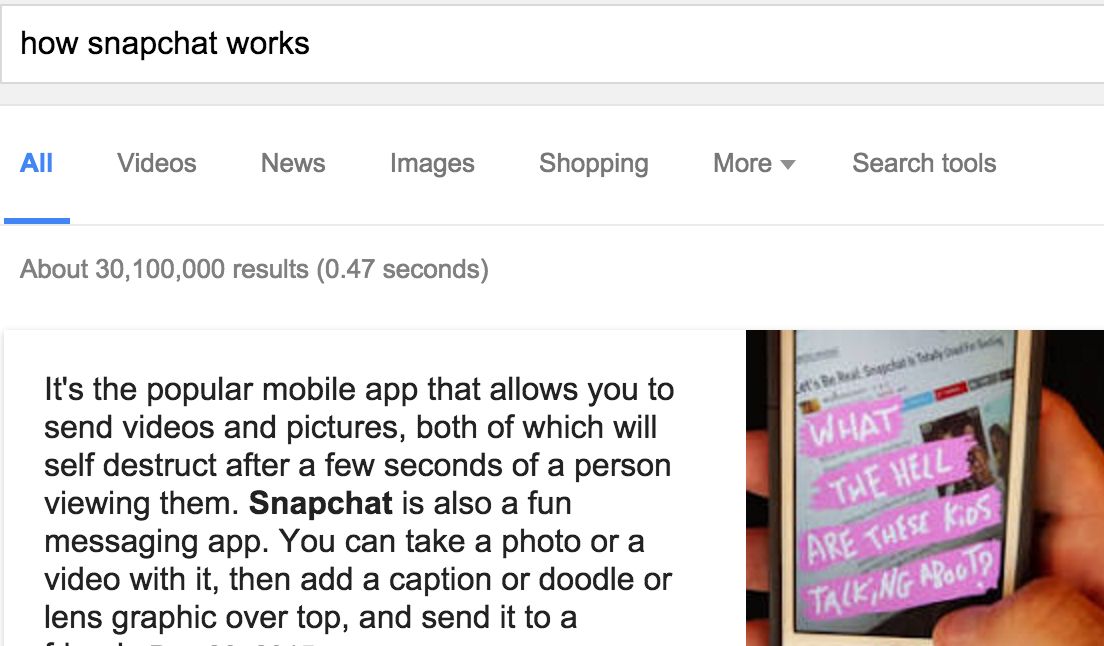 how snapchat works
All Videos News Images Shopping More Search tools
About 30,100,000 results (0.47 seconds)
It's the popular mobile app that allows you to
send videos and pictures, both of which will
self destruct after a few seconds of a person
viewing them. Snapchat is also a fun
messaging app. You can take a photo or a
video with it, then add a caption or doodle or
lens graphic over top, and send it to a
Let's Be Real: Snapchat Is Totally Used For Sexting
WHAT
THE HELL
ARE THESE KIDS
TALKING ABOUT?